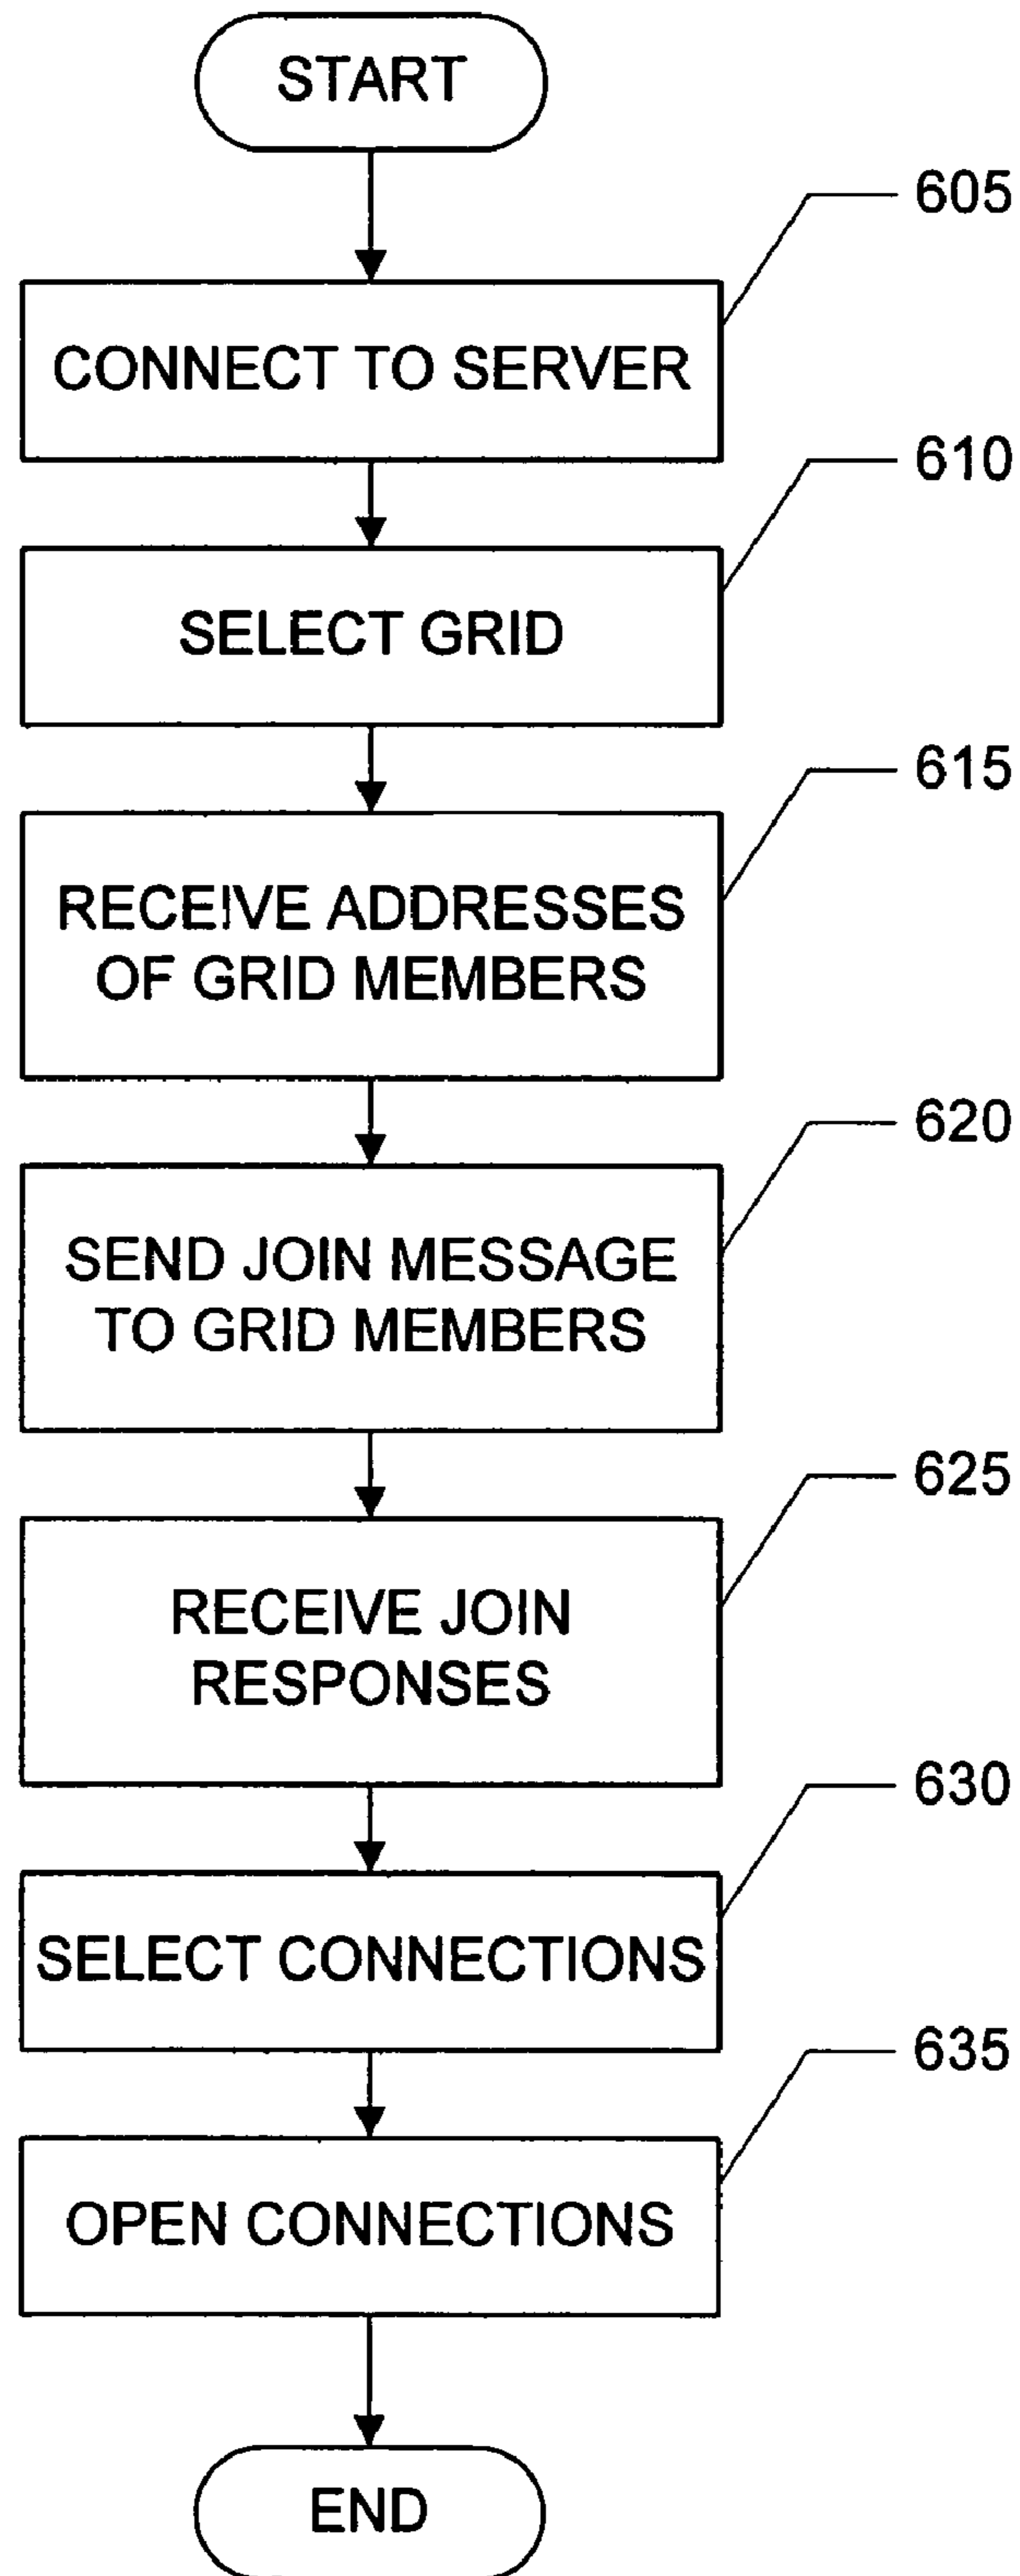 START
605
CONNECT TO SERVER
610
SELECT GRID
615
RECEIVE ADDRESSES
OF GRID MEMBERS
620
SEND JOIN MESSAGE
TO GRID MEMBERS
625
RECEIVE JOIN
RESPONSES
630
SELECT CONNECTIONS
635
OPEN CONNECTIONS
END